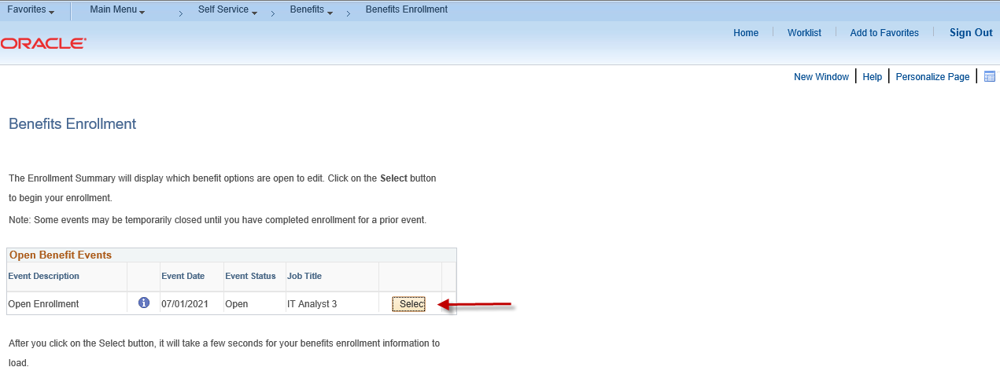 Favorites Main Menu > Self Service > Benefits > Benefits Enrollment
ORACLE
Home Worklist Add to Favorites Sign Out
New Window Help Personalize Page
Benefits Enrollment
The Enrollment Summary will display which benefit options are open to edit. Click on the Select button
to begin your enrollment.
Note: Some events may be temporarily closed until you have completed enrollment for a prior event.
Open Benefit Events
Event Description Event Date Event Status Job Title
Open Enrollment i 07/01/2021 Open IT Analyst 3 Selec
After you click on the Select button, it will take a few seconds for your benefits enrollment information to
load.